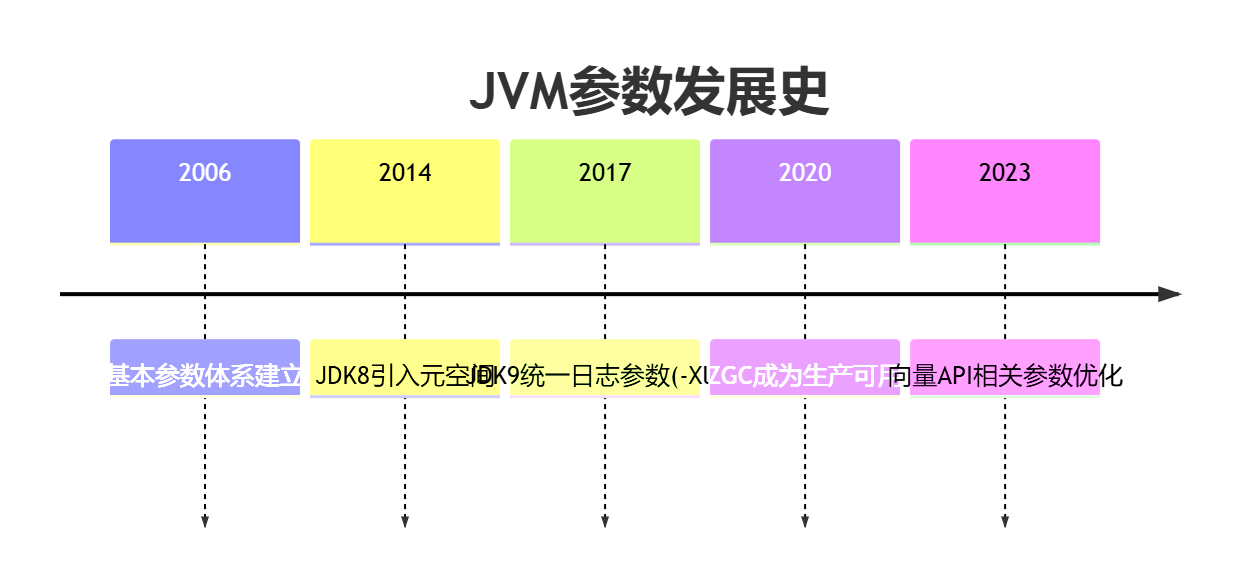 JVM参数发展史
2006
2014
2017
2020
2023
基本参数体系建立
JDK8引入元空间
JDK9统一日志参数(-Xl
ZGC成为生产可用
向量API相关参数优化